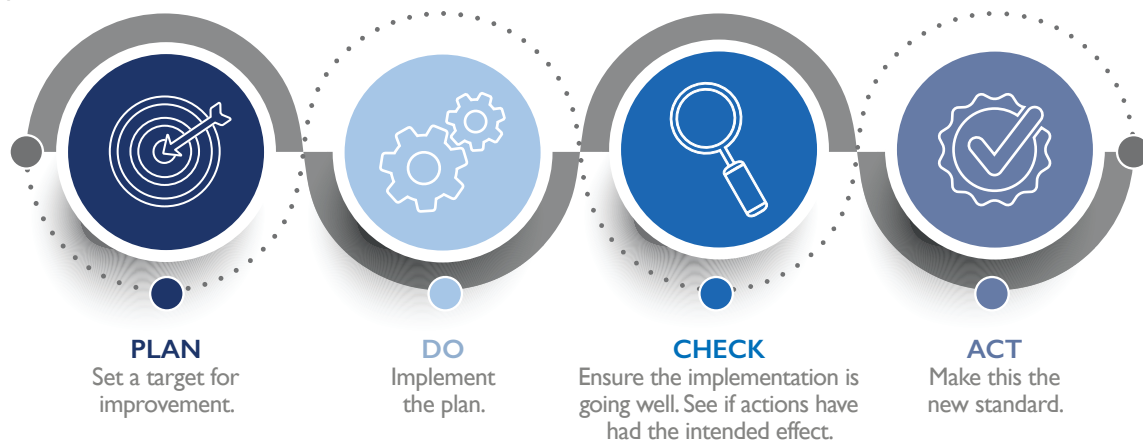 PLAN
Set a target for
improvement.
DO
Implement
the plan.
CHECK
Ensure the implementation is
going well. See if actions have
had the intended effect.
ACT
Make this the
new standard.